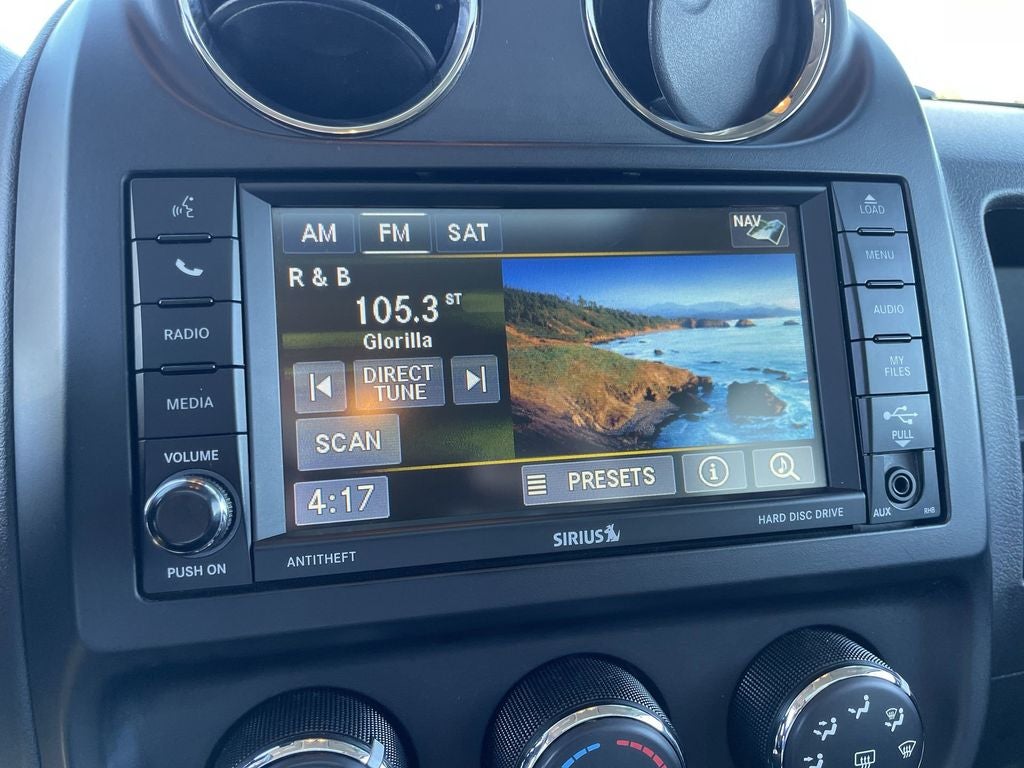 RADIO
MEDIA
VOLUME
PUSH ON
AM FM SAT NAV
R & B
105.3 ST
Glorilla
DIRECT
TUNE
SCAN
4:17
PRESETS
ANTITHEFT
SIRIUS
HARD DISC DRIVE
LOAD
MENU
AUDIO
MY
FILES
PULL
AUX RHB